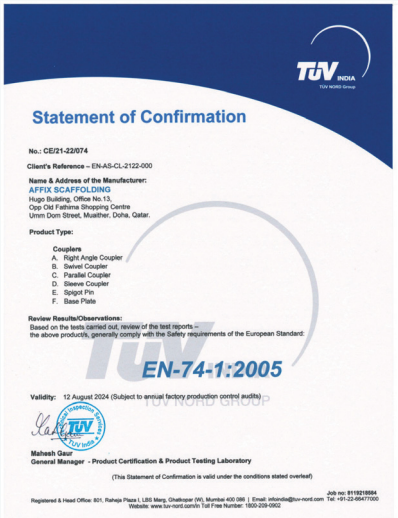 TÜV INDIA
TÜV NORD Group
Statement of Confirmation
No.: CE/21-22/074
Client's Reference – EN-AS-CL-2122-000
Name & Address of the Manufacturer:
AFFIX SCAFFOLDING
Hugo Building, Office No.13,
Opp Old Fathima Shopping Centre
Umm Dom Street, Muaither, Doha, Qatar.
Product Type:
Couplers
A. Right Angle Coupler
B. Swivel Coupler
C. Parallel Coupler
D. Sleeve Coupler
E. Spigot Pin
F. Base Plate
Review Results/Observations:
Based on the tests carried out, review of the test reports –
the above product/s, generally comply with the Safety requirements of the European Standard:
EN-74-1:2005
Validity: 12 August 2024 (Subject to annual factory production control audits)
TÜV NORD GROUP
TÜV
TUV India
Mahesh Gaur
General Manager - Product Certification & Product Testing Laboratory
(This Statement of Confirmation is valid under the conditions stated overleaf)
Job no: 8119218584
Registered & Head Office: 801, Raheja Plaza I, LBS Marg, Ghatkopar (W), Mumbai 400 086 | Email: infoindia@tuv-nord.com Tel: +91-22-66477000
Website: www.tuv-nord.com/in Toll Free Number: 1800-209-0902